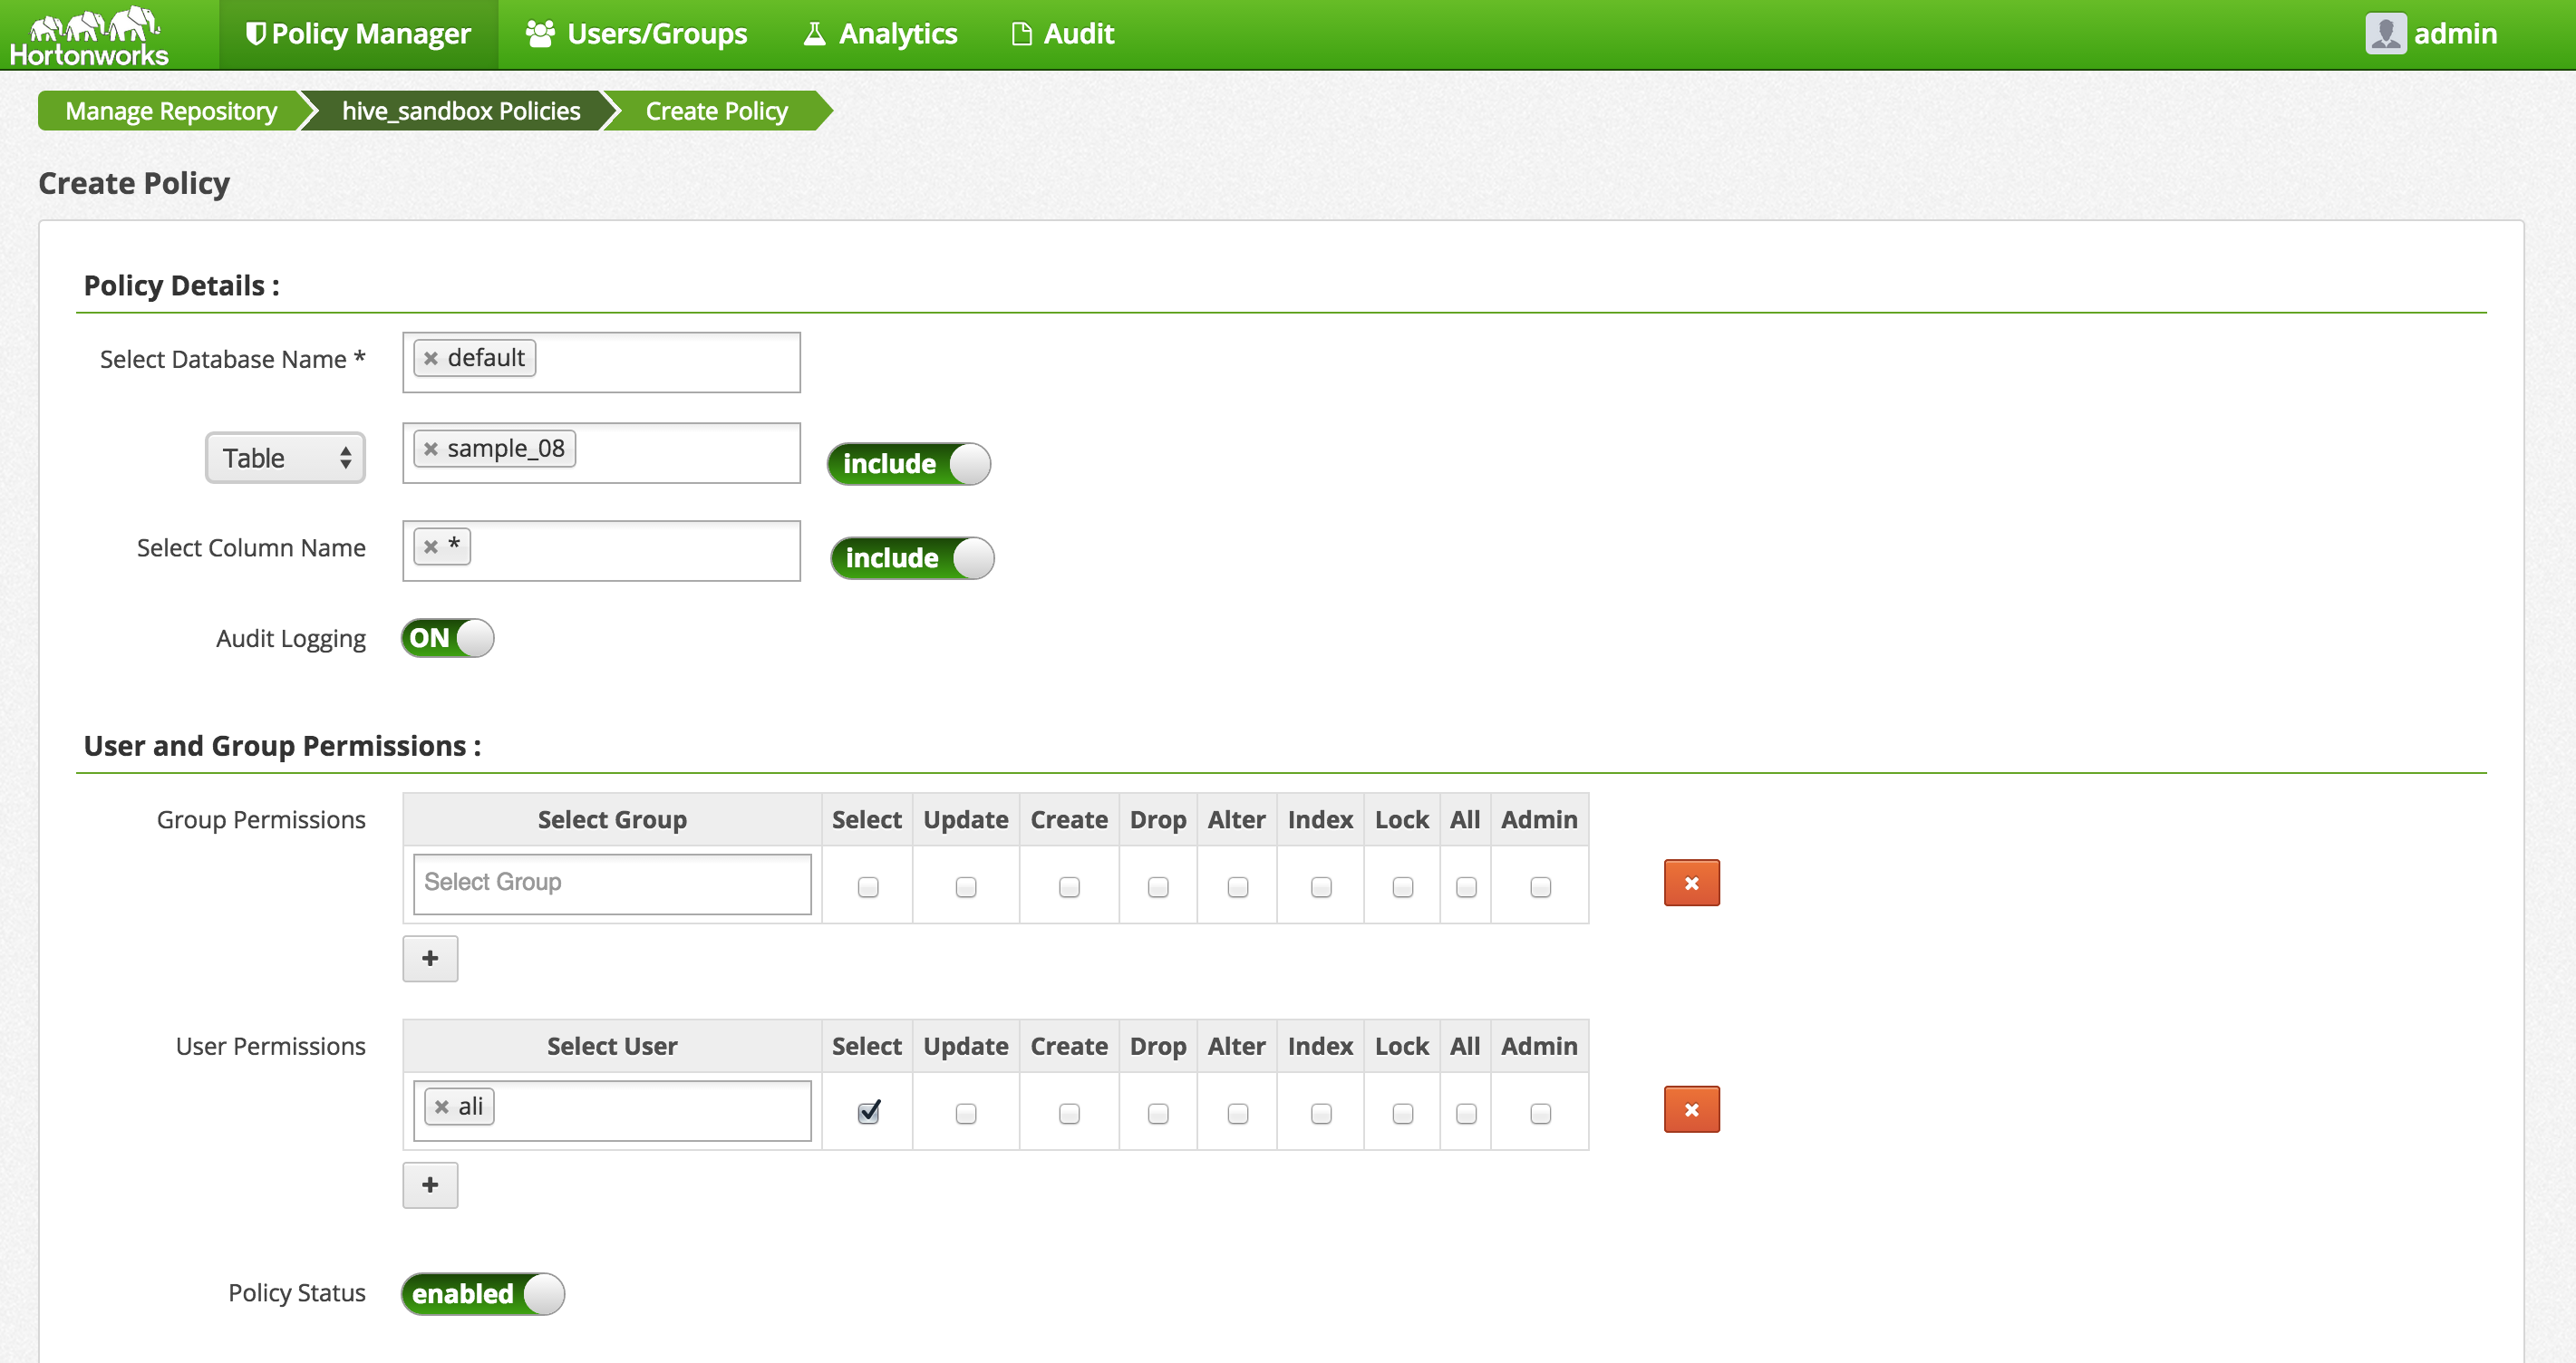 Hortonworks
Policy Manager Users/Groups Analytics Audit admin
Manage Repository hive_sandbox Policies Create Policy
Create Policy
Policy Details :
Select Database Name * default
Table sample_08 include
Select Column Name * include
Audit Logging ON
User and Group Permissions :
Group Permissions Select Group Select Update Create Drop Alter Index Lock All Admin
Select Group
+
User Permissions Select User Select Update Create Drop Alter Index Lock All Admin
ali
+
Policy Status enabled